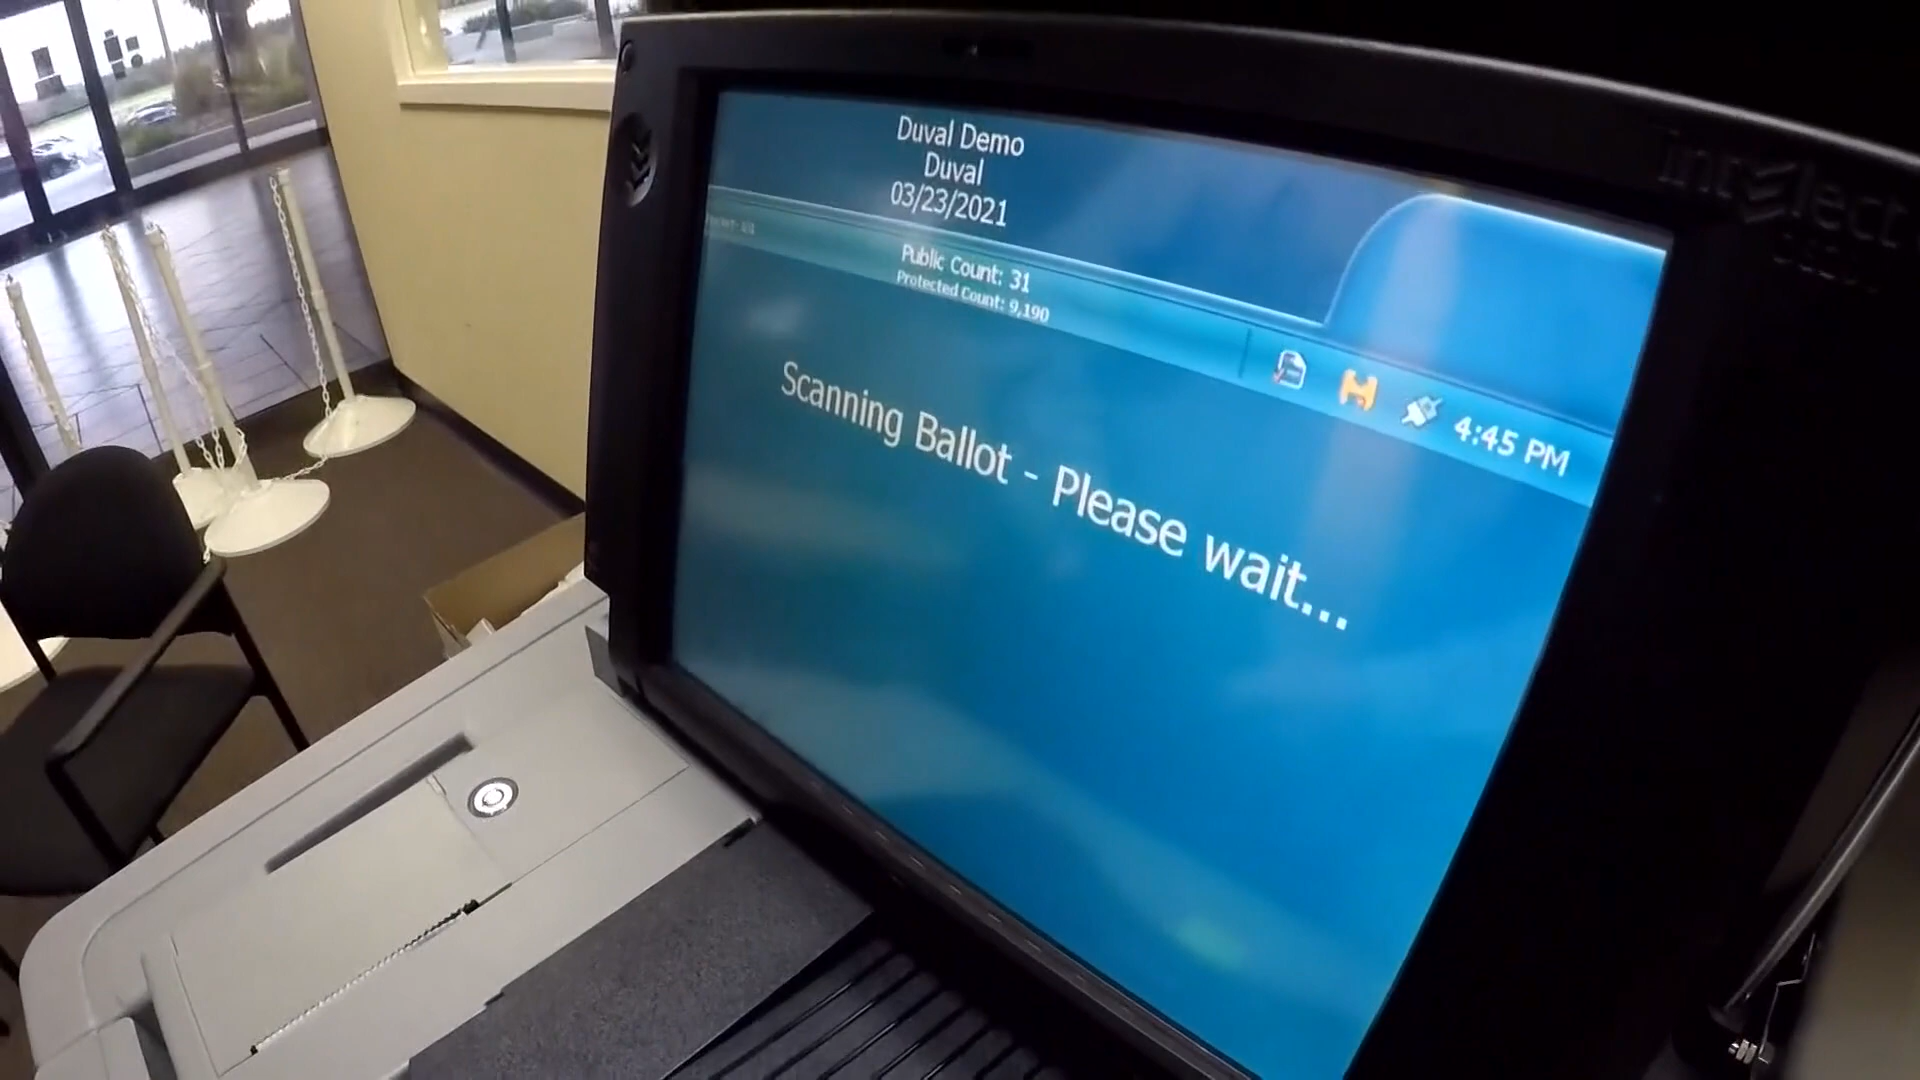 Duval Demo
Duval
03/23/2021
Public Count: 31
Protected Count: 9,190
4:45 PM
Scanning Ballot - Please wait...